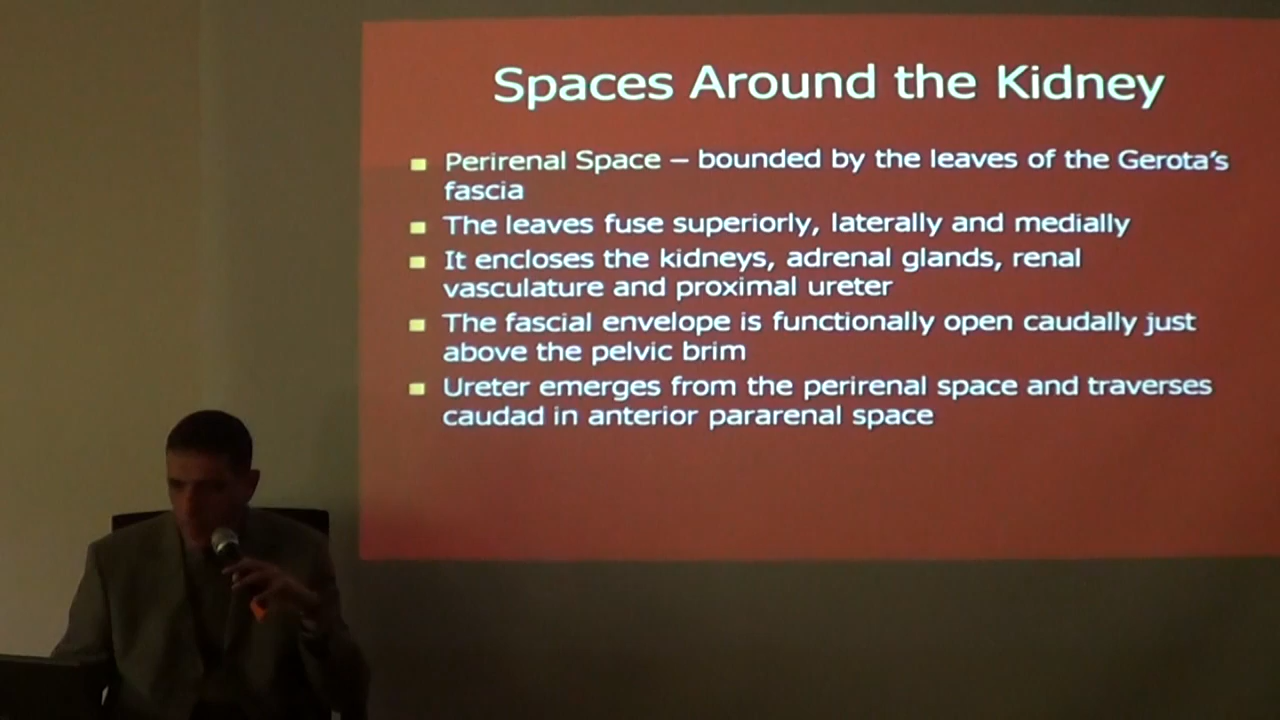 Spaces Around the Kidney
Perirenal Space – bounded by the leaves of the Gerota's
fascia
The leaves fuse superiorly, laterally and medially
It encloses the kidneys, adrenal glands, renal
vasculature and proximal ureter
The fascial envelope is functionally open caudally just
above the pelvic brim
Ureter emerges from the perirenal space and traverses
caudad in anterior pararenal space